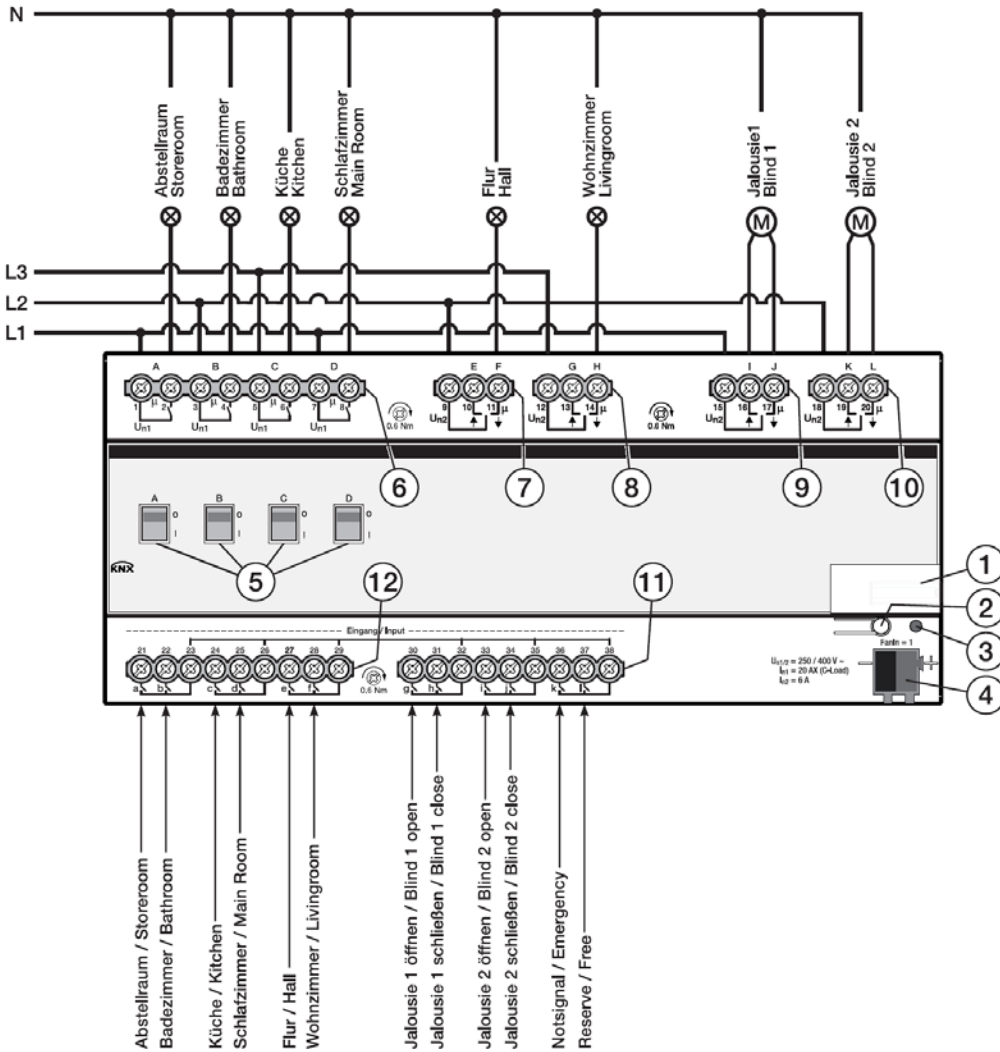 N
Abstellraum
Storeroom
Badezimmer
Bathroom
Küche
Kitchen
Schlafzimmer
Main Room
Flur
Hall
Wohnzimmer
Livingroom
Jalousie1
Blind 1
Jalousie 2
Blind 2
M M
L3
L2
L1
A B C D E F G H I J K L
1 µ 2 3 µ 4 5 µ 6 7 µ 8 9 10 11 µ 12 13 14 µ 15 16 17 µ 18 19 20 µ
Un1 Un1 Un1 Un1 Un2 Un2 Un2 Un2
0.6 Nm 0.6 Nm
6 7 8 9 10
A B C D
O O O O
I I I I
5
KNX
12 11
1
2
3
4
Eingang / Input
21 22 23 24 25 26 27 28 29 30 31 32 33 34 35 36 37 38
a b c d e f g h i j k l
0,6 Nm
FanIn = 1
Un1/2 = 250 / 400 V ~
In1 = 20 AX (C-Load)
In2 = 6 A
Abstellraum / Storeroom
Badezimmer / Bathroom
Küche / Kitchen
Schlafzimmer / Main Room
Flur / Hall
Wohnzimmer / Livingroom
Jalousie 1 öffnen / Blind 1 open
Jalousie 1 schließen / Blind 1 close
Jalousie 2 öffnen / Blind 2 open
Jalousie 2 schließen / Blind 2 close
Notsignal / Emergency
Reserve / Free